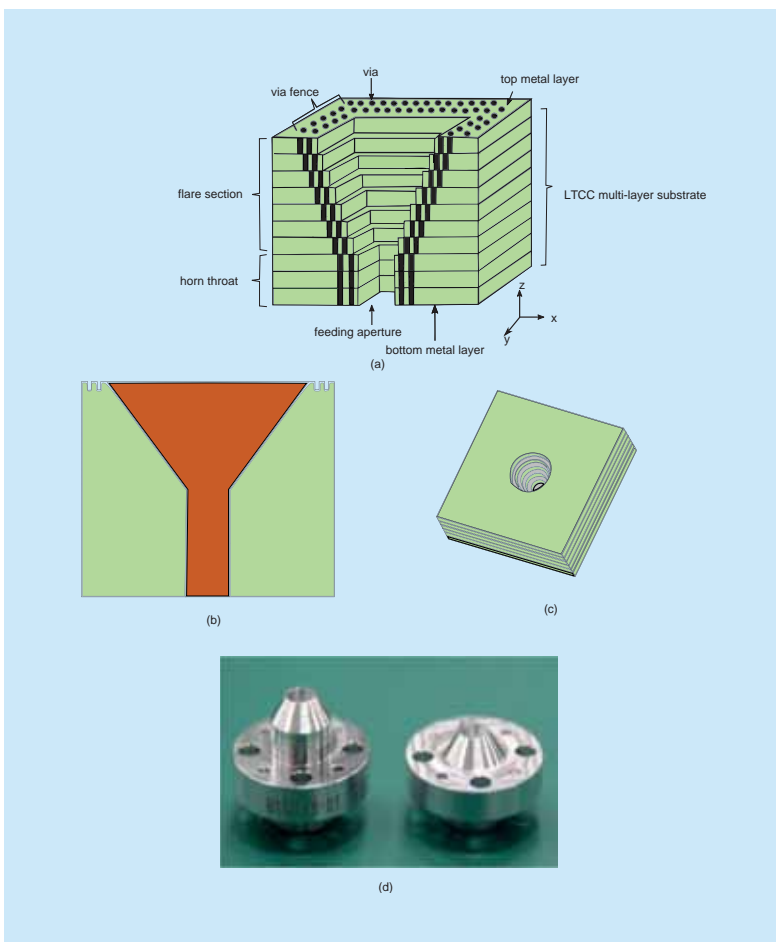 via
top metal layer
via fence
flare section
LTCC multi-layer substrate
horn throat
z
x
y
feeding aperture
bottom metal layer
(a)
(b)
(c)
(d)